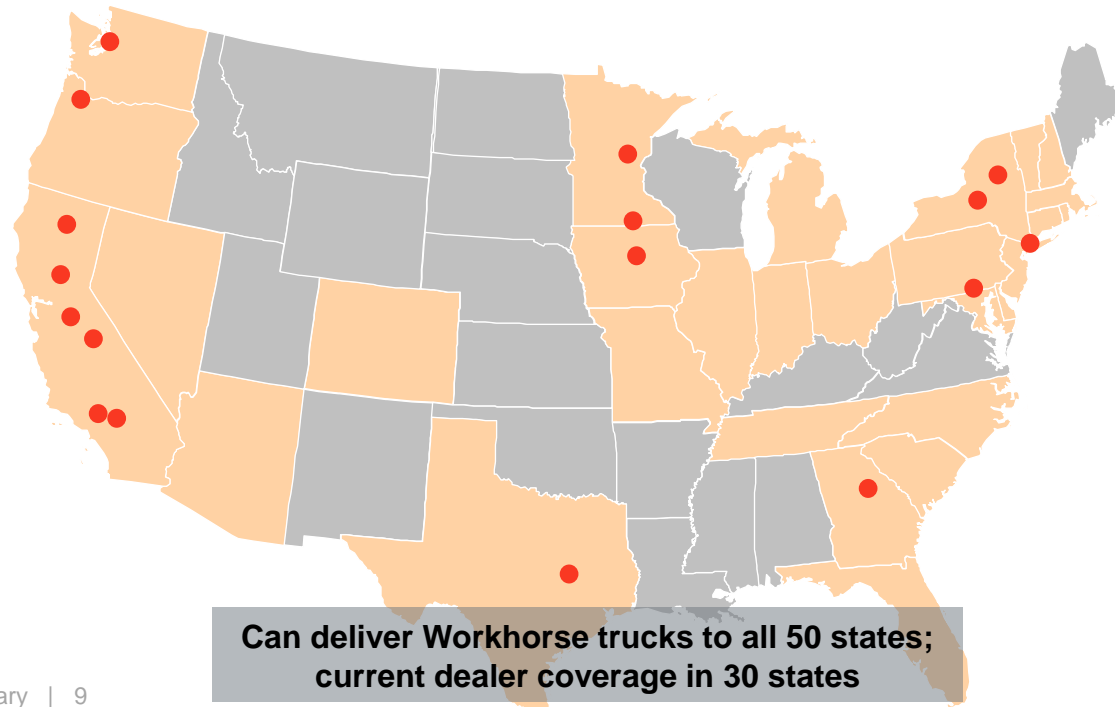 Can deliver Workhorse trucks to all 50 states;
current dealer coverage in 30 states
ary | 9